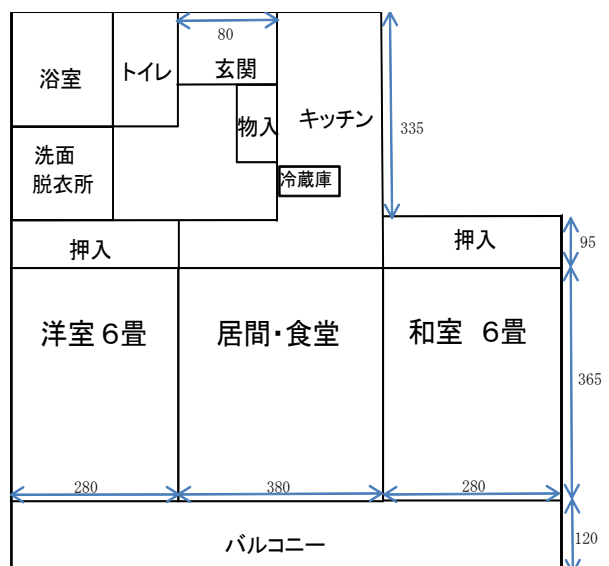 80
浴室
トイレ
玄関
物入
キッチン
335
洗面
脱衣所
冷蔵庫
押入
押入
95
洋室６畳
居間・食堂
和室　６畳
365
280
380
280
バルコニー
120